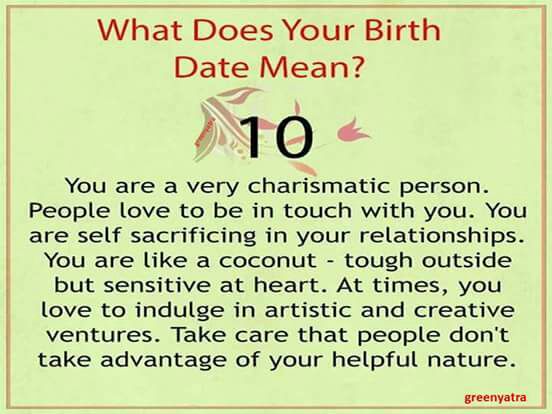 What Does Your Birth
Date Mean?
10
You are a very charismatic person.
People love to be in touch with you. You
are self sacrificing in your relationships.
You are like a coconut - tough outside
but sensitive at heart. At times, you
love to indulge in artistic and creative
ventures. Take care that people don't
take advantage of your helpful nature.
greenyatra